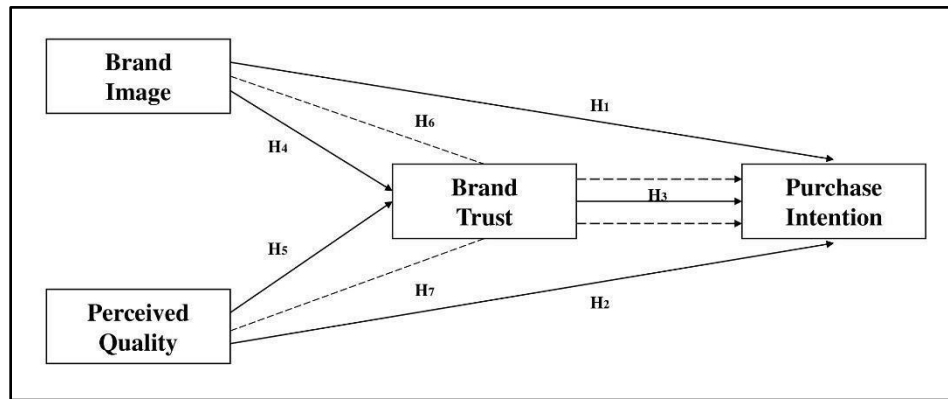 Brand
Image
H1
H6
H4
Brand
Trust
H3
Purchase
Intention
H5
H7
H2
Perceived
Quality